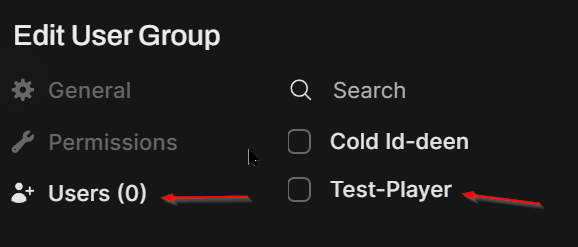 Edit User Group
General
Search
Permissions
Cold Id-deen
Users (0)
Test-Player